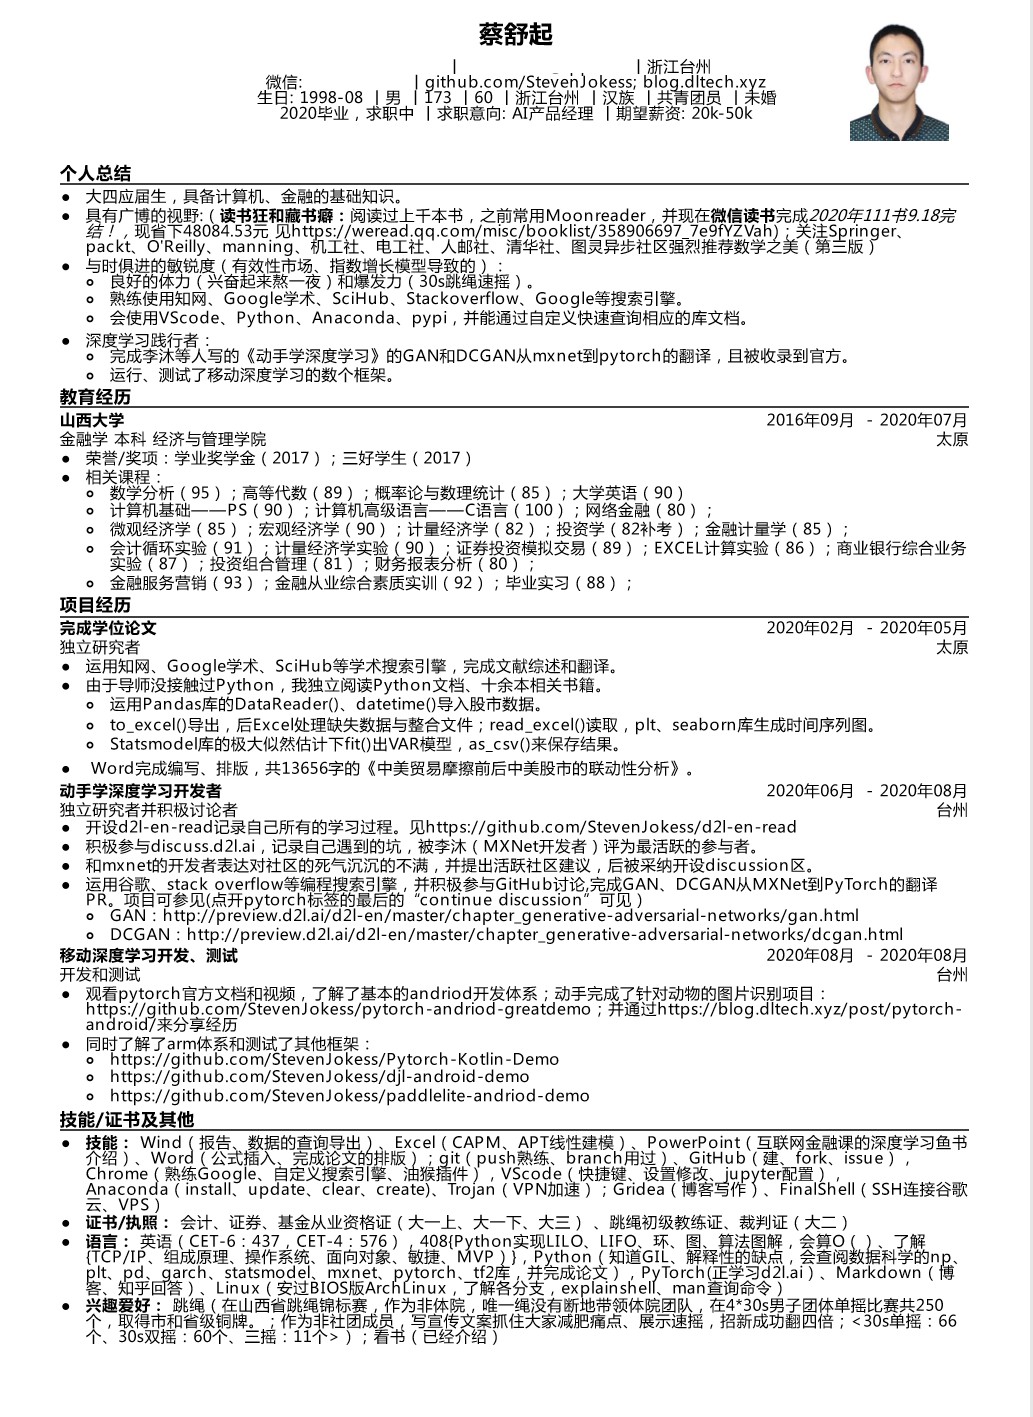 蔡舒起
| | 浙江台州
微信: | github.com/StevenJokess; blog.dltech.xyz
生日: 1998-08 | 男 | 173 | 60 | 浙江台州 | 汉族 | 共青团员 | 未婚
2020毕业，求职中 | 求职意向: AI产品经理 | 期望薪资: 20k-50k
个人总结
● 大四应届生，具备计算机、金融的基础知识。
● 具有广博的视野:（读书狂和藏书癖：阅读过上千本书，之前常用Moonreader，并现在微信读书完成2020年111书9.18完
结！，现省下48084.53元 见https://weread.qq.com/misc/booklist/358906697_7e9fYZVah)；关注Springer、
packt、O'Reilly、manning、机工社、电工社、人邮社、清华社、图灵异步社区强烈推荐数学之美（第三版）
● 与时俱进的敏锐度（有效性市场、指数增长模型导致的）：
良好的体力（兴奋起来熬一夜）和爆发力（30s跳绳速摇）。
熟练使用知网、Google学术、SciHub、Stackoverflow、Google等搜索引擎。
会使用VScode、Python、Anaconda、pypi，并能通过自定义快速查询相应的库文档。
● 深度学习践行者：
完成李沐等人写的《动手学深度学习》的GAN和DCGAN从mxnet到pytorch的翻译，且被收录到官方。
运行、测试了移动深度学习的数个框架。
教育经历
山西大学 2016年09月 - 2020年07月
金融学 本科 经济与管理学院 太原
● 荣誉/奖项：学业奖学金（2017）；三好学生（2017）
● 相关课程：
数学分析（95）；高等代数（89）；概率论与数理统计（85）；大学英语（90）
计算机基础——PS（90）；计算机高级语言——C语言（100）；网络金融（80）；
微观经济学（85）；宏观经济学（90）；计量经济学（82）；投资学（82补考）；金融计量学（85）；
会计循环实验（91）；计量经济学实验（90）；证券投资模拟交易（89）；EXCEL计算实验（86）；商业银行综合业务
实验（87）；投资组合管理（81）；财务报表分析（80）；
金融服务营销（93）；金融从业综合素质实训（92）；毕业实习（88）；
项目经历
完成学位论文 2020年02月 - 2020年05月
独立研究者 太原
● 运用知网、Google学术、SciHub等学术搜索引擎，完成文献综述和翻译。
● 由于导师没接触过Python，我独立阅读Python文档、十余本相关书籍。
运用Pandas库的DataReader()、datetime()导入股市数据。
to_excel()导出，后Excel处理缺失数据与整合文件；read_excel()读取，plt、seaborn库生成时间序列图。
Statsmodel库的极大似然估计下fit()出VAR模型，as_csv()来保存结果。
● Word完成编写、排版，共13656字的《中美贸易摩擦前后中美股市的联动性分析》。
动手学深度学习开发者 2020年06月 - 2020年08月
独立研究者并积极讨论者 台州
● 开设d2l-en-read记录自己所有的学习过程。见https://github.com/StevenJokess/d2l-en-read
● 积极参与discuss.d2l.ai，记录自己遇到的坑，被李沐（MXNet开发者）评为最活跃的参与者。
● 和mxnet的开发者表达对社区的死气沉沉的不满，并提出活跃社区建议，后被采纳开设discussion区。
● 运用谷歌、stack overflow等编程搜索引擎，并积极参与GitHub讨论,完成GAN、DCGAN从MXNet到PyTorch的翻译
PR。项目可参见(点开pytorch标签的最后的“continue discussion”可见）
GAN：http://preview.d2l.ai/d2l-en/master/chapter_generative-adversarial-networks/gan.html
DCGAN：http://preview.d2l.ai/d2l-en/master/chapter_generative-adversarial-networks/dcgan.html
移动深度学习开发、测试 2020年08月 - 2020年08月
开发和测试 台州
● 观看pytorch官方文档和视频，了解了基本的andriod开发体系；动手完成了针对动物的图片识别项目：
https://github.com/StevenJokess/pytorch-andriod-greatdemo；并通过https://blog.dltech.xyz/post/pytorch-
android/来分享经历
● 同时了解了arm体系和测试了其他框架：
https://github.com/StevenJokess/Pytorch-Kotlin-Demo
https://github.com/StevenJokess/djl-android-demo
https://github.com/StevenJokess/paddlelite-andriod-demo
技能/证书及其他
● 技能： Wind（报告、数据的查询导出）、Excel（CAPM、APT线性建模）、PowerPoint（互联网金融课的深度学习鱼书
介绍）、Word（公式插入、完成论文的排版）；git（push熟练、branch用过）、GitHub（建、fork、issue），
Chrome（熟练Google、自定义搜索引擎、油猴插件），VScode（快捷键、设置修改、jupyter配置），
Anaconda（install、update、clear、create)、Trojan（VPN加速）；Gridea（博客写作）、FinalShell（SSH连接谷歌
云、VPS）
● 证书/执照： 会计、证券、基金从业资格证（大一上、大一下、大三）、跳绳初级教练证、裁判证（大二）
● 语言： 英语（CET-6：437，CET-4：576），408{Python实现LILO、LIFO、环、图、算法图解，会算O（）、了解
{TCP/IP、组成原理、操作系统、面向对象、敏捷、MVP）}，Python（知道GIL、解释性的缺点，会查阅数据科学的np、
plt、pd、garch、statsmodel、mxnet、pytorch、tf2库，并完成论文），PyTorch(正学习d2l.ai）、Markdown（博
客、知乎回答）、Linux（安过BIOS版ArchLinux，了解各分支，explainshell、man查询命令）
● 兴趣爱好： 跳绳（在山西省跳绳锦标赛，作为非体院，唯一绳没有断地带领体院团队，在4*30s男子团体单摇比赛共250
个，取得市和省级铜牌。；作为非社团成员，写宣传文案抓住大家减肥痛点、展示速摇，招新成功翻四倍；<30s单摇：66
个、30s双摇：60个、三摇：11个>）；看书（已经介绍）